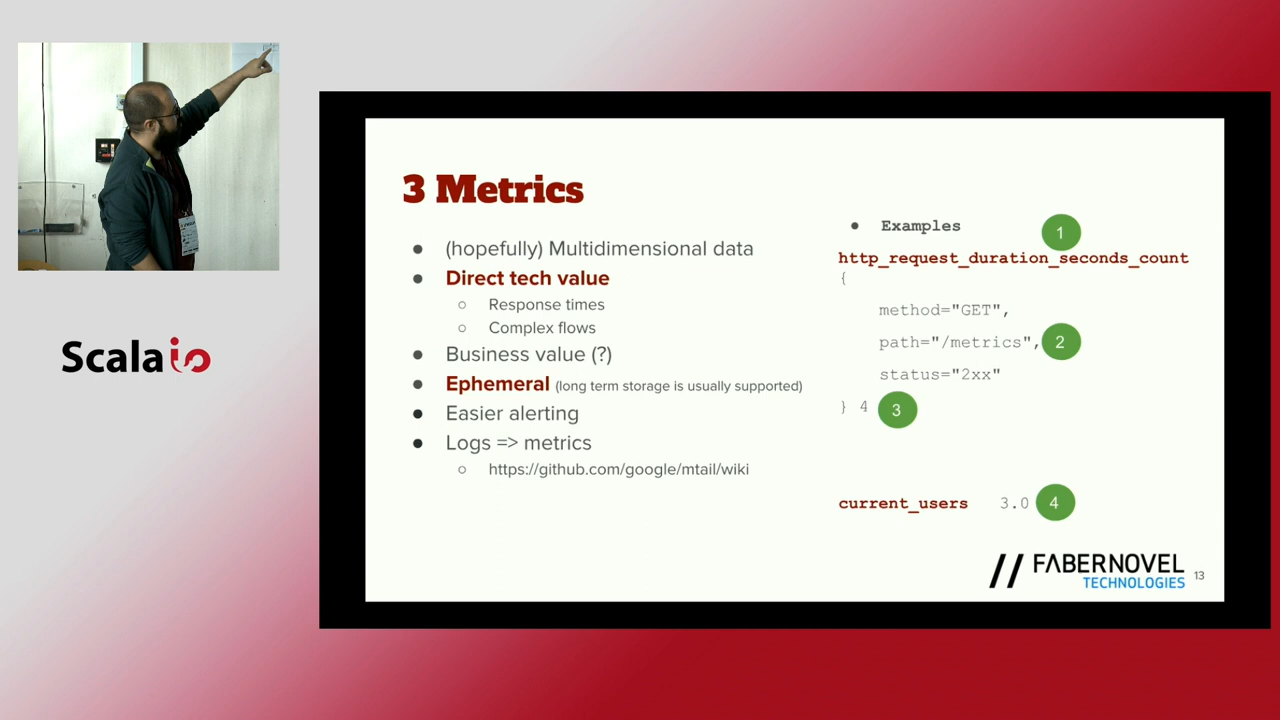 3 Metrics
(hopefully) Multidimensional data
Direct tech value
Response times
Complex flows
Business value (?)
Ephemeral (long term storage is usually supported)
Easier alerting
Logs => metrics
https://github.com/google/mtail/wiki
Examples
1
http_request_duration_seconds_count
{
method="GET",
path="/metrics", 2
status="2xx"
} 4 3
current_users 3.0 4
// FABERNOVEL
TECHNOLOGIES
13
Scala io